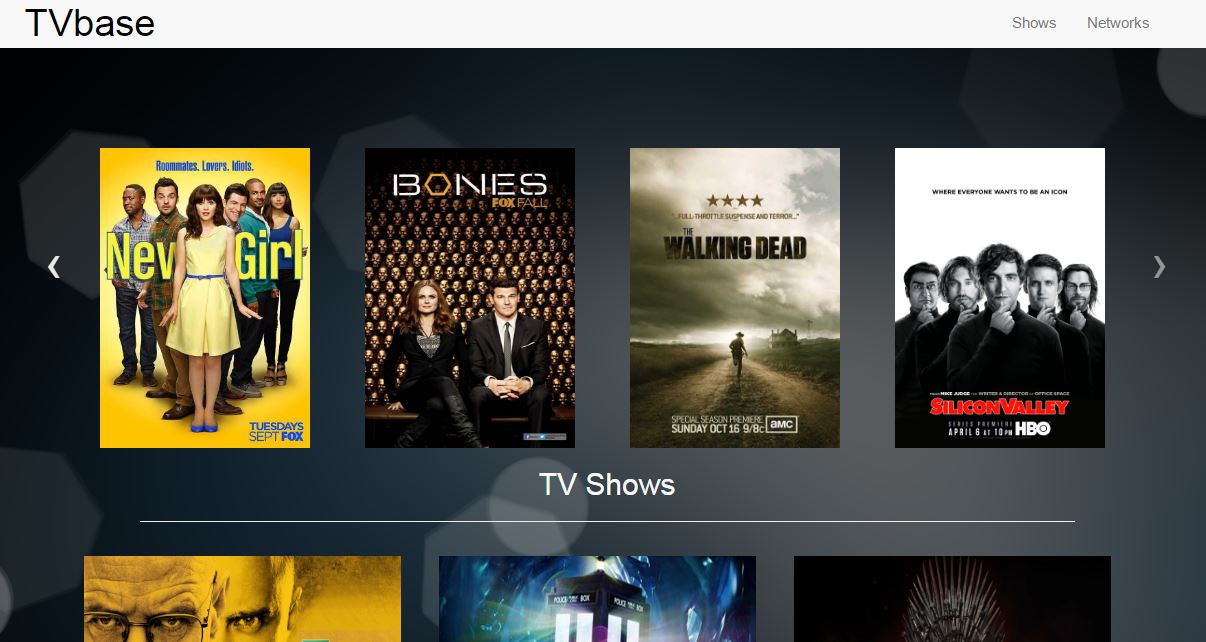 TVbase
Shows
Networks
Roommates. Lovers. Idiots.
New Girl
TUESDAYS
SEPT FOX
BONES
FOX FALL
"...FULL-THROTTLE SUSPENSE AND TERROR..."
THE
WALKING DEAD
SPECIAL SEASON PREMIERE
SUNDAY OCT 16 9/8c amc
WHERE EVERYONE WANTS TO BE AN ICON
MIKE JUDGE THE WRITER & DIRECTOR OF OFFICE SPACE
SILICON VALLEY
SERIES PREMIERE
APRIL 6 AT 10PM HBO
TV Shows
POLICE BOX
POLICE BOX